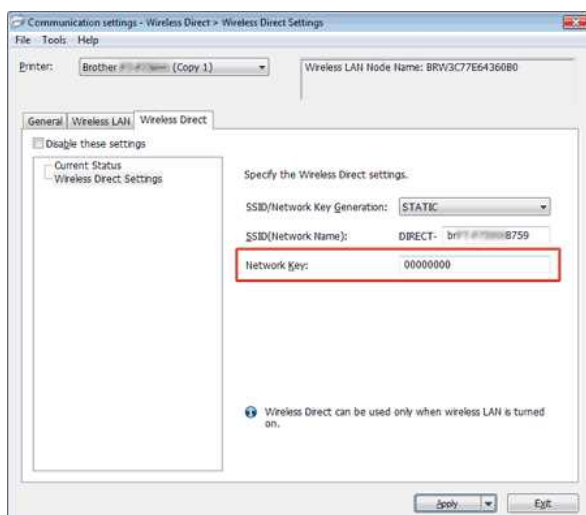 Communication settings - Wireless Direct > Wireless Direct Settings
File Tools Help
Printer: Brother (Copy 1)
Wireless LAN Node Name: BRW3C77E64360B0
General Wireless LAN Wireless Direct
Disable these settings
Current Status
Wireless Direct Settings
Specify the Wireless Direct settings.
SSID/Network Key Generation: STATIC
SSID(Network Name): DIRECT- br 8759
Network Key: 00000000
Wireless Direct can be used only when wireless LAN is turned
on.
Apply Exit